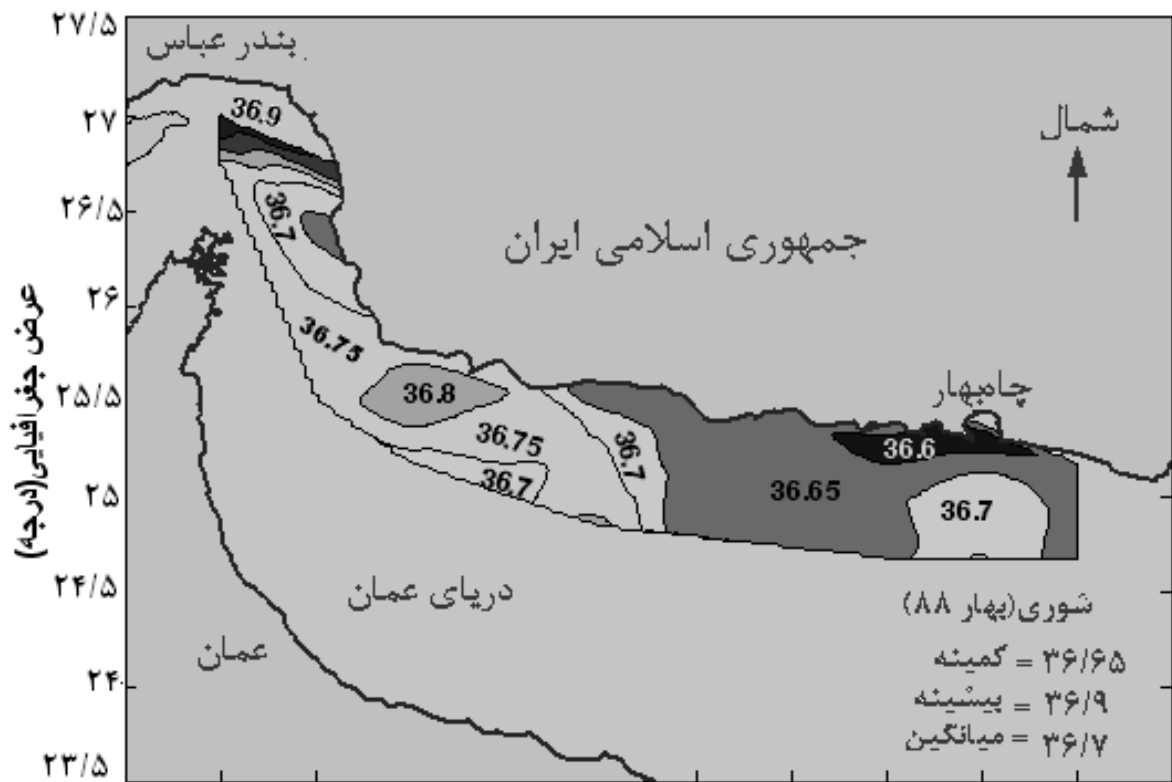 ۲۷/۵
بندر عباس
۲۷
36.9
شمال
۲۶/۵
36.7
جمهوری اسلامی ایران
۲۶
36.75
۲۵/۵
36.8
چابهار
36.75
36.7
36.6
۲۵
36.7
36.65
36.7
عرض جغرافیایی(درجه)
۲۴/۵
دریای عمان
شوری(بهار ۸۸)
عمان
کمینه = ۳۶/۶۵
۲۴
بیشینه = ۳۶/۹
میانگین = ۳۶/۷
۲۳/۵